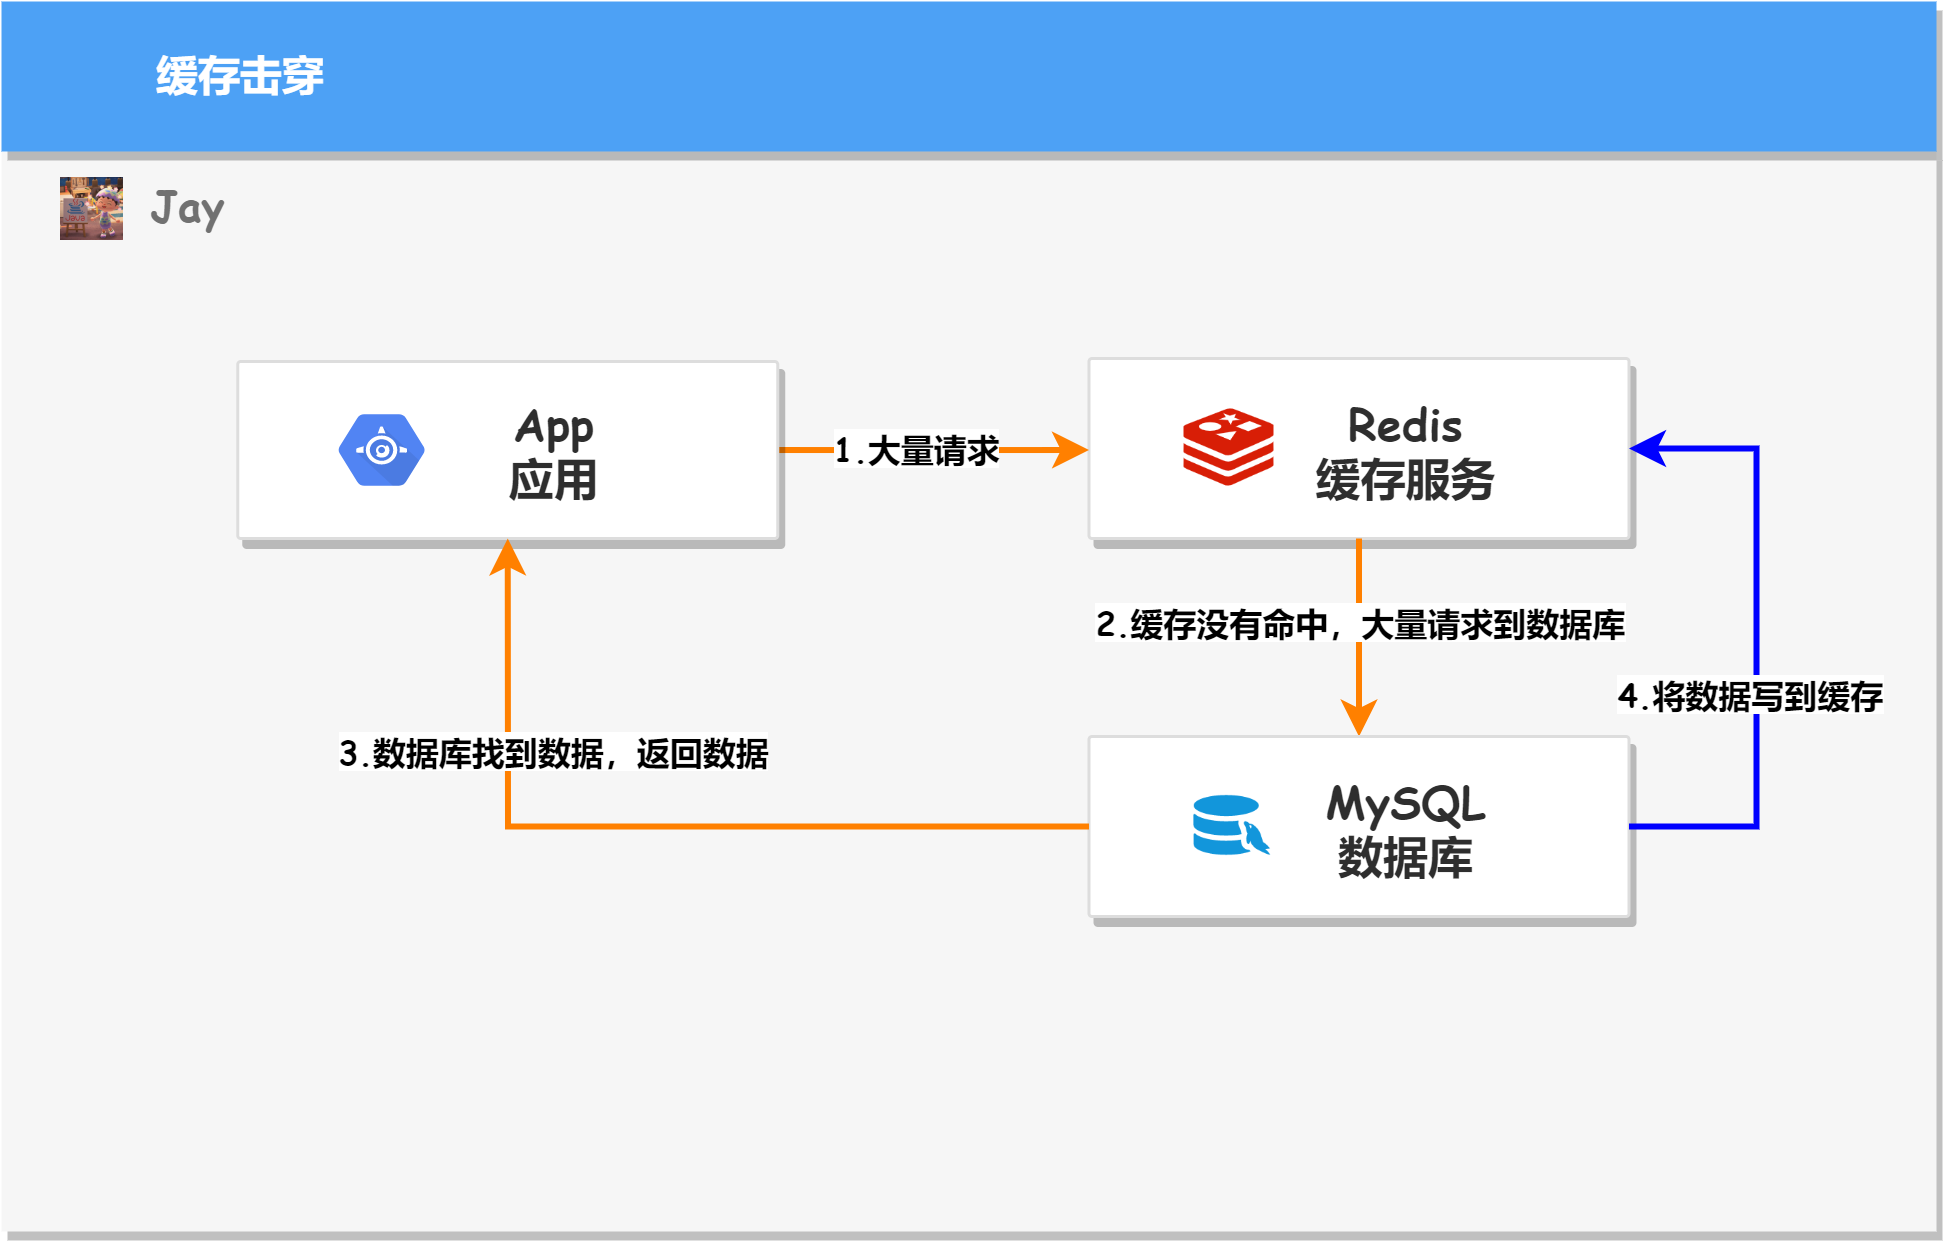 缓存击穿
Jay
App
应用
1.大量请求
Redis
缓存服务
2.缓存没有命中，大量请求到数据库
4.将数据写到缓存
3.数据库找到数据，返回数据
MySQL
数据库